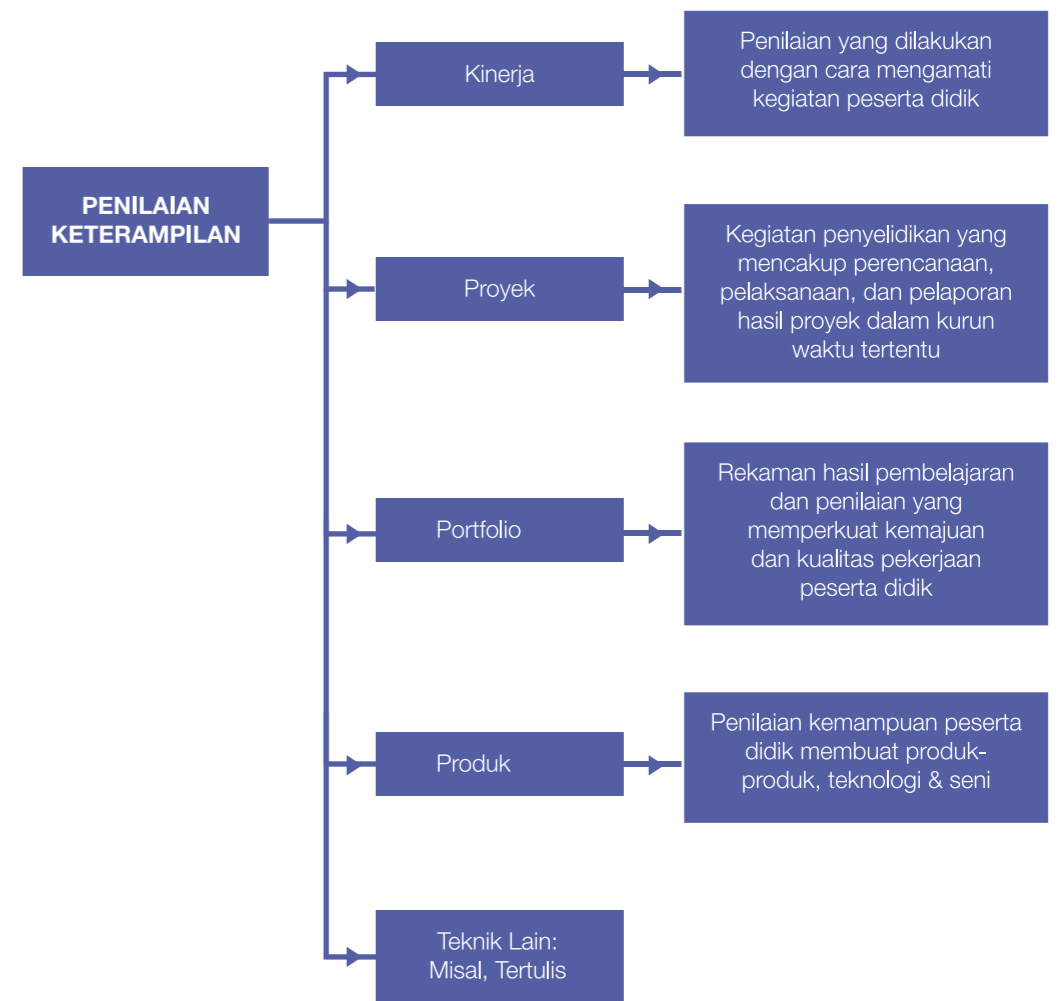 PENILAIAN
KETERAMPILAN
Kinerja
Penilaian yang dilakukan
dengan cara mengamati
kegiatan peserta didik
Proyek
Kegiatan penyelidikan yang
mencakup perencanaan,
pelaksanaan, dan pelaporan
hasil proyek dalam kurun
waktu tertentu
Portfolio
Rekaman hasil pembelajaran
dan penilaian yang
memperkuat kemajuan
dan kualitas pekerjaan
peserta didik
Produk
Penilaian kemampuan peserta
didik membuat produk-
produk, teknologi & seni
Teknik Lain:
Misal, Tertulis